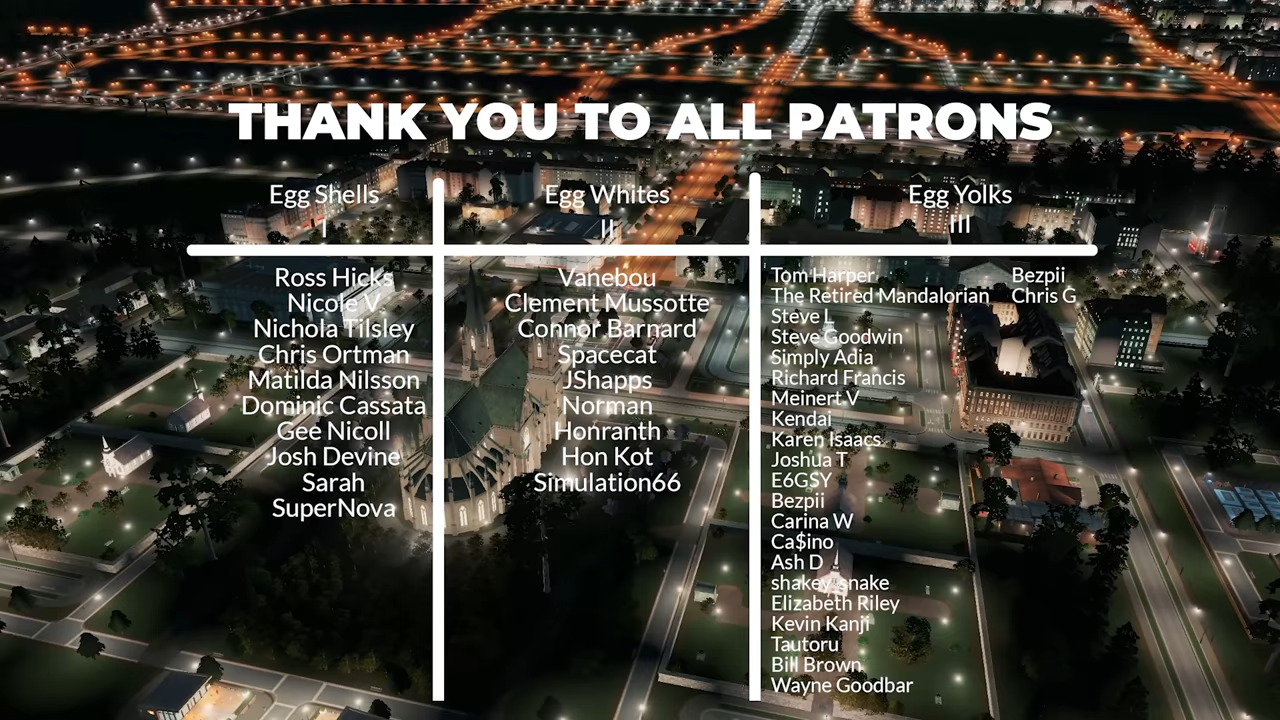 THANK YOU TO ALL PATRONS
Egg Shells
I
Ross Hicks
Nicole V
Nichola Tilsley
Chris Ortman
Matilda Nilsson
Dominic Cassata
Gee Nicoll
Josh Devine
Sarah
SuperNova
Egg Whites
II
Vanebou
Clement Mussotte
Connor Barnard
Spacecat
JShapps
Norman
Honranth
Hon Kot
Simulation66
Egg Yolks
III
Tom Harper
The Retired Mandalorian
Steve L
Steve Goodwin
Simply Adia
Richard Francis
Meinert V
Kendai
Karen Isaacs
Joshua T
E6GSY
Bezpii
Carina W
Ca$ino
Ash D
shakey_snake
Elizabeth Riley
Kevin Kanji
Tautoru
Bill Brown
Wayne Goodbar
Bezpii
Chris G